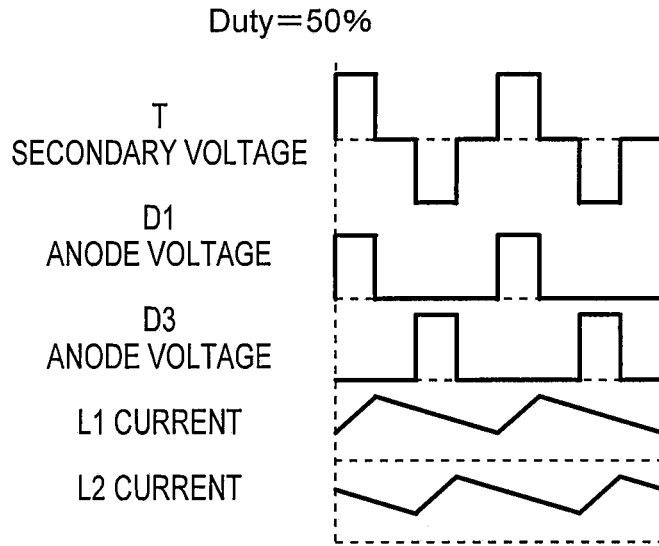 Duty＝50%
T
SECONDARY VOLTAGE
D1
ANODE VOLTAGE
D3
ANODE VOLTAGE
L1 CURRENT
L2 CURRENT